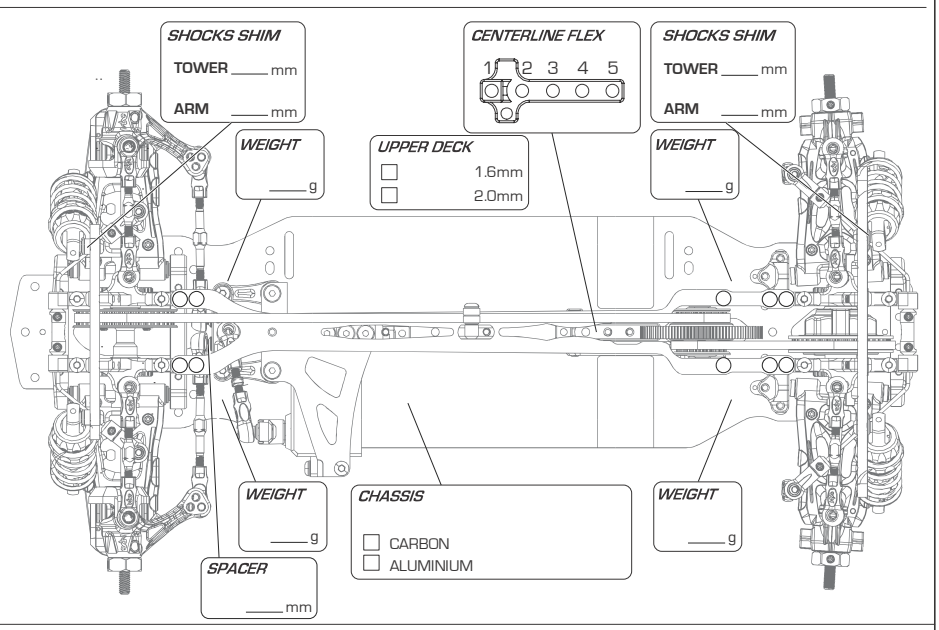 SHOCKS SHIM
TOWER ____ mm
ARM ____ mm
CENTERLINE FLEX
1 2 3 4 5
SHOCKS SHIM
TOWER ____ mm
ARM ____ mm
WEIGHT
____ g
UPPER DECK
1.6mm
2.0mm
WEIGHT
____ g
WEIGHT
____ g
CHASSIS
CARBON
ALUMINIUM
WEIGHT
____ g
SPACER
____ mm